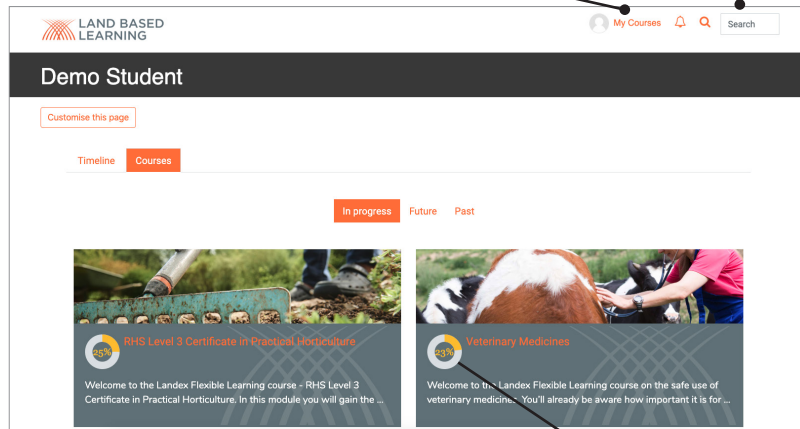 LAND BASED
LEARNING
My Courses
Search
Demo Student
Customise this page
Timeline Courses
In progress Future Past
25% RHS Level 3 Certificate in Practical Horticulture
Welcome to the Landex Flexible Learning course - RHS Level 3
Certificate in Practical Horticulture. In this module you will gain the ...
23% Veterinary Medicines
Welcome to the Landex Flexible Learning course on the safe use of
veterinary medicines. You'll already be aware how important it is for ...